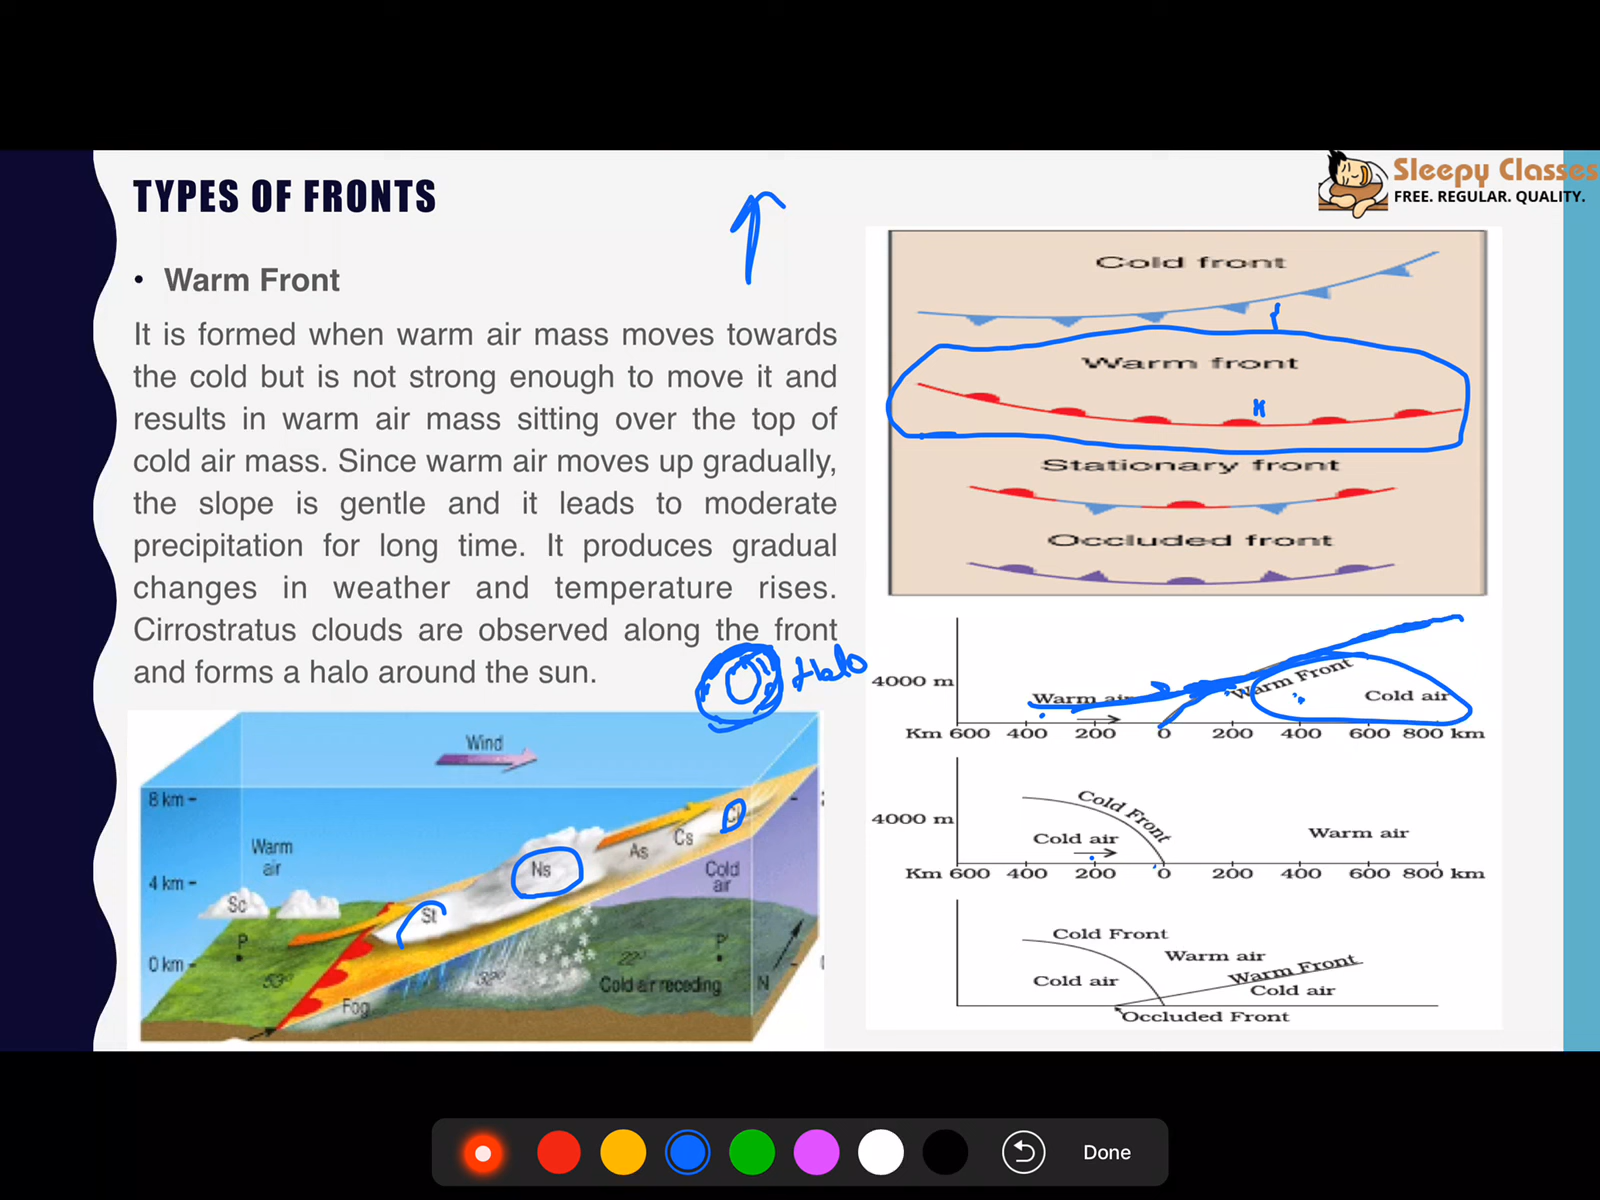 Sleepy Classes
FREE. REGULAR. QUALITY.
TYPES OF FRONTS
• Warm Front
It is formed when warm air mass moves towards
the cold but is not strong enough to move it and
results in warm air mass sitting over the top of
cold air mass. Since warm air moves up gradually,
the slope is gentle and it leads to moderate
precipitation for long time. It produces gradual
changes in weather and temperature rises.
Cirrostratus clouds are observed along the front
and forms a halo around the sun.
Halo
Cold front
Warm front
Stationary front
Occluded front
4000 m
Warm air
Warm Front
Cold air
Km 600 400 200 0 200 400 600 800 km
4000 m
Cold Front
Cold air
Warm air
Km 600 400 200 0 200 400 600 800 km
Cold Front
Warm air
Warm Front
Cold air
Cold air
Occluded Front
Wind
8 km
Warm
air
4 km
Sc
P
0 km
53°
Fog
St
Ns
As
Cs
Ci
Cold
air
32°
22°
P'
Cold air receding
N
Done